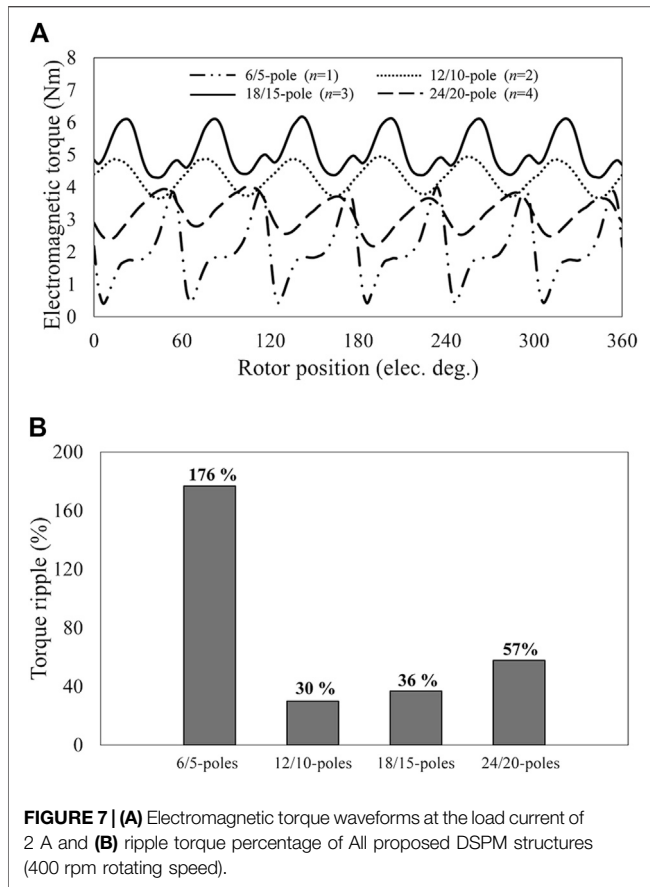 A
Electromagnetic torque (Nm)
8
7
6
5
4
3
2
1
0
6/5-pole (n=1)
12/10-pole (n=2)
18/15-pole (n=3)
24/20-pole (n=4)
0 60 120 180 240 300 360
Rotor position (elec. deg.)
B
Torque ripple (%)
200
160
120
80
40
0
176 %
30 %
36 %
57%
6/5-poles 12/10-poles 18/15-poles 24/20-poles
FIGURE 7 | (A) Electromagnetic torque waveforms at the load current of
2 A and (B) ripple torque percentage of All proposed DSPM structures
(400 rpm rotating speed).